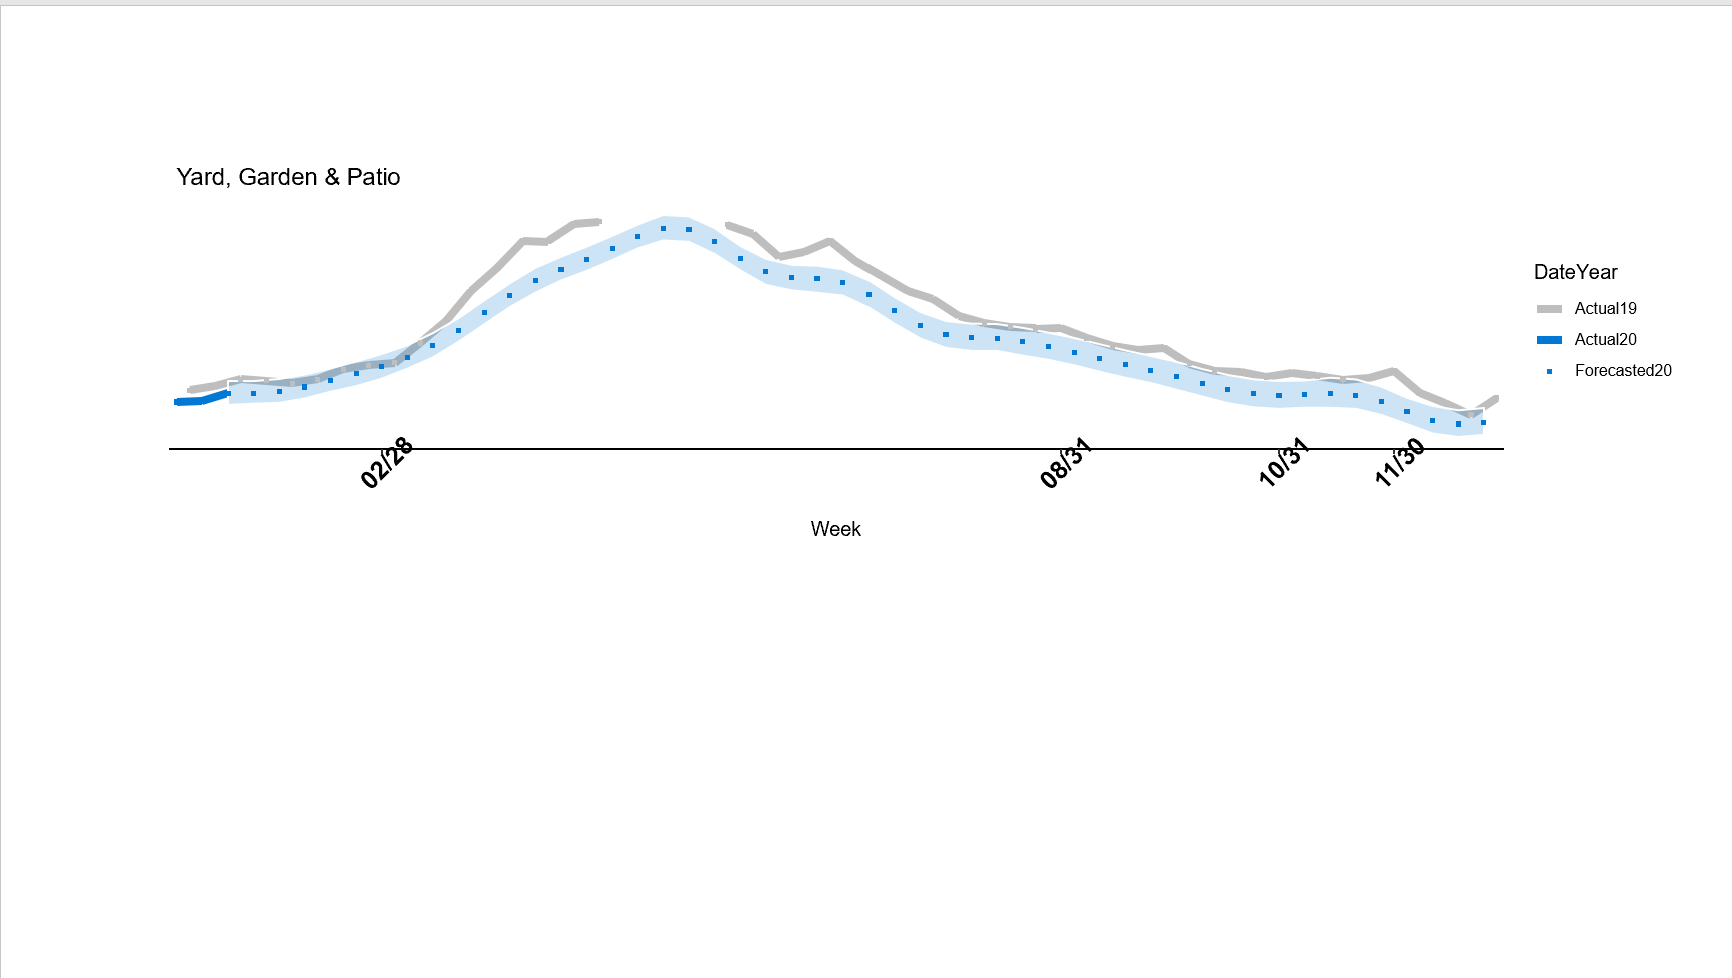 Yard, Garden & Patio
DateYear
Actual19
Actual20
Forecasted20
02/28
08/31
10/31
11/30
Week